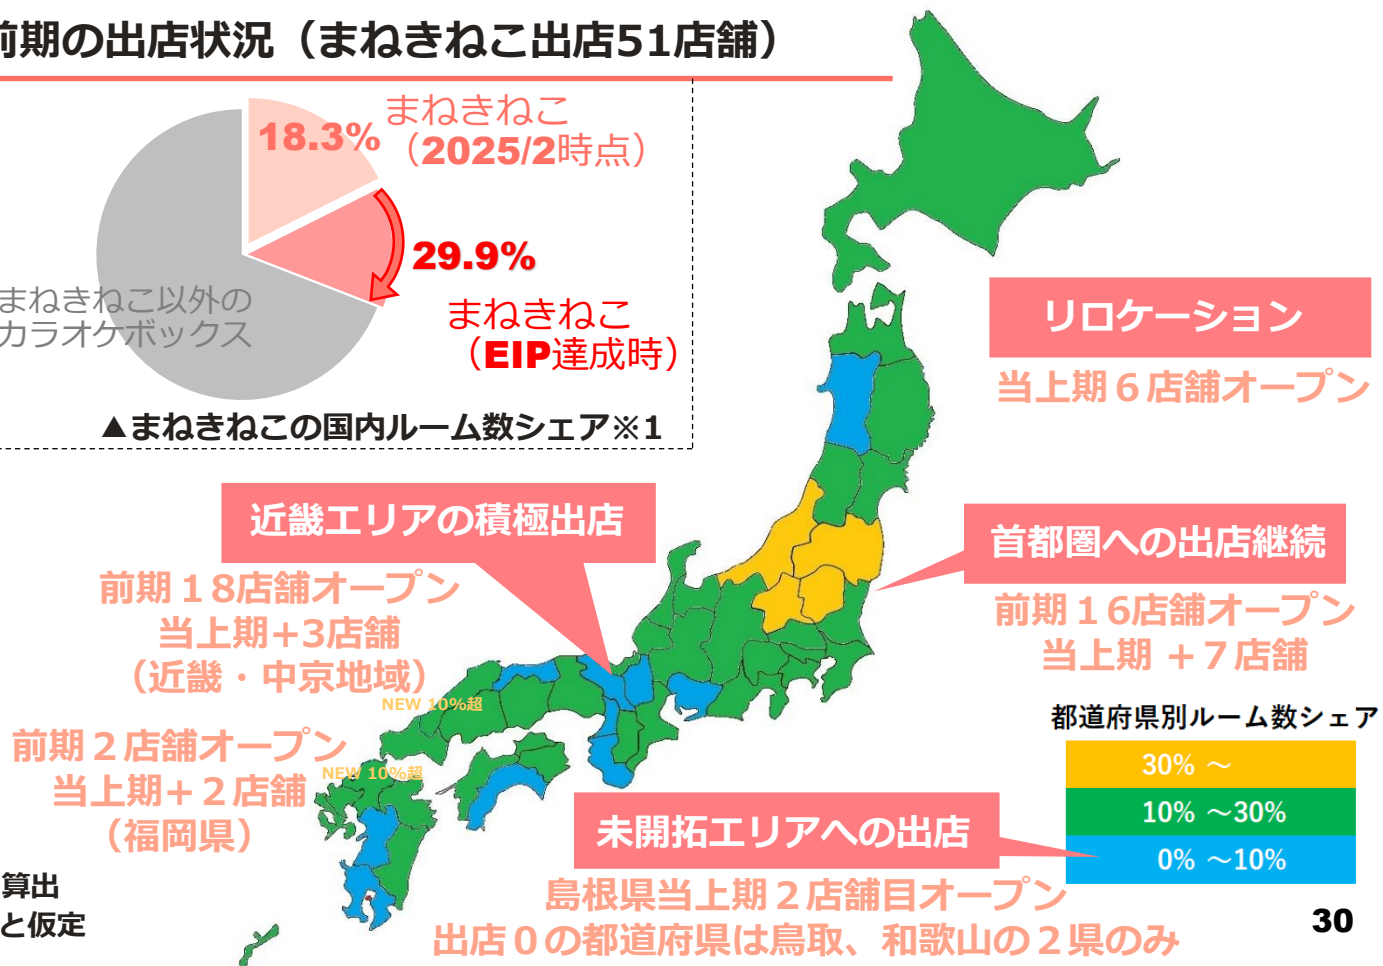 前期の出店状況（まねきねこ出店51店舗）
18.3%
まねきねこ
（2025/2時点）
29.9%
まねきねこ
（EIP達成時）
まねきねこ以外の
カラオケボックス
▲まねきねこの国内ルーム数シェア※1
リロケーション
当上期６店舗オープン
近畿エリアの積極出店
前期１8店舗オープン
当上期+3店舗
（近畿・中京地域）
首都圏への出店継続
前期１6店舗オープン
当上期 +７店舗
NEW 10%超
前期２店舗オープン
当上期+２店舗
（福岡県）
NEW 10%超
都道府県別ルーム数シェア
30% ～
10% ～30%
0% ～10%
未開拓エリアへの出店
島根県当上期２店舗目オープン
出店０の都道府県は鳥取、和歌山の２県のみ
算出
と仮定
30